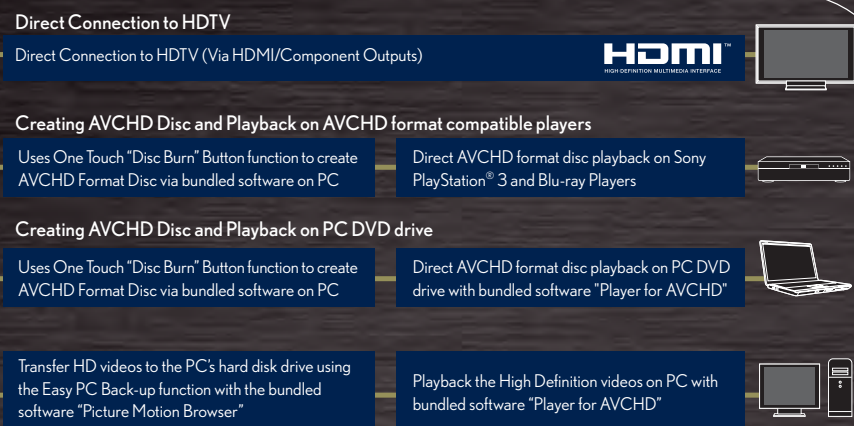 Direct Connection to HDTV
Direct Connection to HDTV (Via HDMI/Component Outputs)
HDMI™
HIGH-DEFINITION MULTIMEDIA INTERFACE
Creating AVCHD Disc and Playback on AVCHD format compatible players
Uses One Touch “Disc Burn” Button function to create
AVCHD Format Disc via bundled software on PC
Direct AVCHD format disc playback on Sony
PlayStation® 3 and Blu-ray Players
Creating AVCHD Disc and Playback on PC DVD drive
Uses One Touch “Disc Burn” Button function to create
AVCHD Format Disc via bundled software on PC
Direct AVCHD format disc playback on PC DVD
drive with bundled software "Player for AVCHD"
Transfer HD videos to the PC’s hard disk drive using
the Easy PC Back-up function with the bundled
software “Picture Motion Browser”
Playback the High Definition videos on PC with
bundled software “Player for AVCHD”